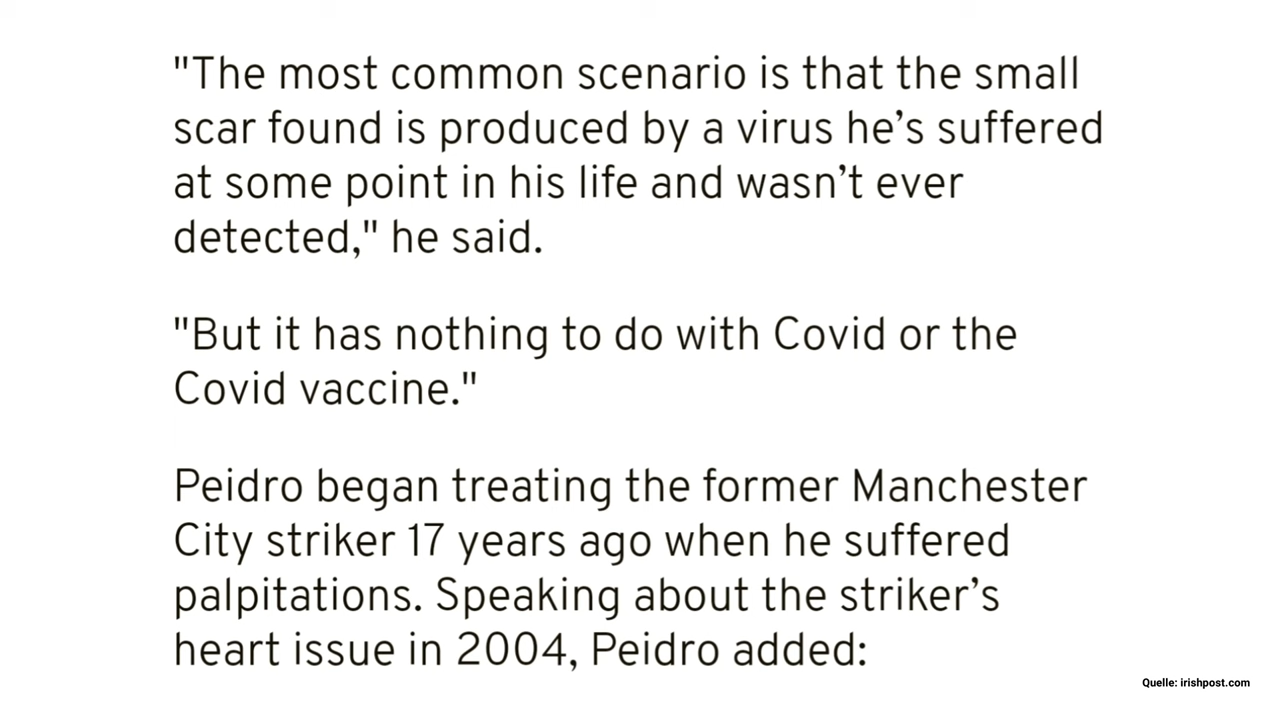 "The most common scenario is that the small
scar found is produced by a virus he’s suffered
at some point in his life and wasn’t ever
detected," he said.
"But it has nothing to do with Covid or the
Covid vaccine."
Peidro began treating the former Manchester
City striker 17 years ago when he suffered
palpitations. Speaking about the striker’s
heart issue in 2004, Peidro added:
Quelle: irishpost.com